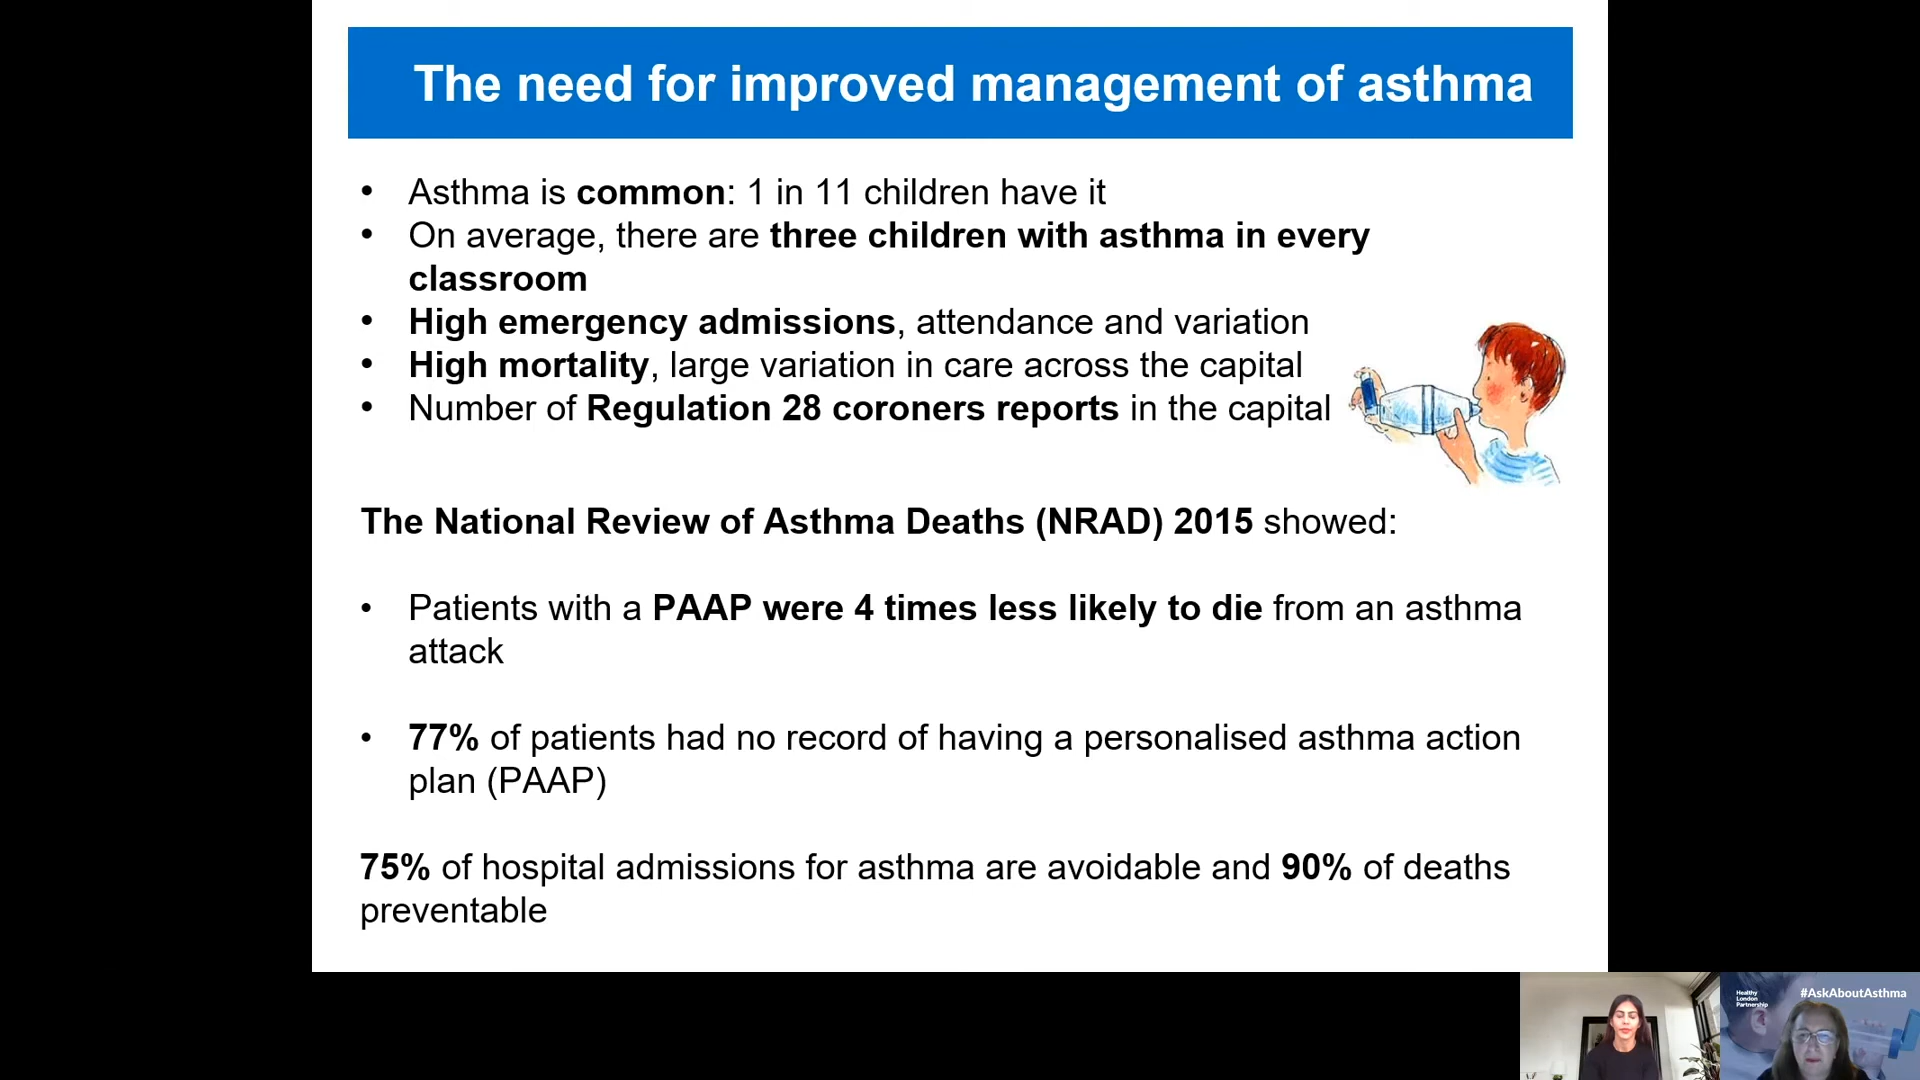 The need for improved management of asthma
• Asthma is common: 1 in 11 children have it
• On average, there are three children with asthma in every
classroom
• High emergency admissions, attendance and variation
• High mortality, large variation in care across the capital
• Number of Regulation 28 coroners reports in the capital
The National Review of Asthma Deaths (NRAD) 2015 showed:
• Patients with a PAAP were 4 times less likely to die from an asthma
attack
• 77% of patients had no record of having a personalised asthma action
plan (PAAP)
75% of hospital admissions for asthma are avoidable and 90% of deaths
preventable
Healthy
London
Partnership
#AskAboutAsthma